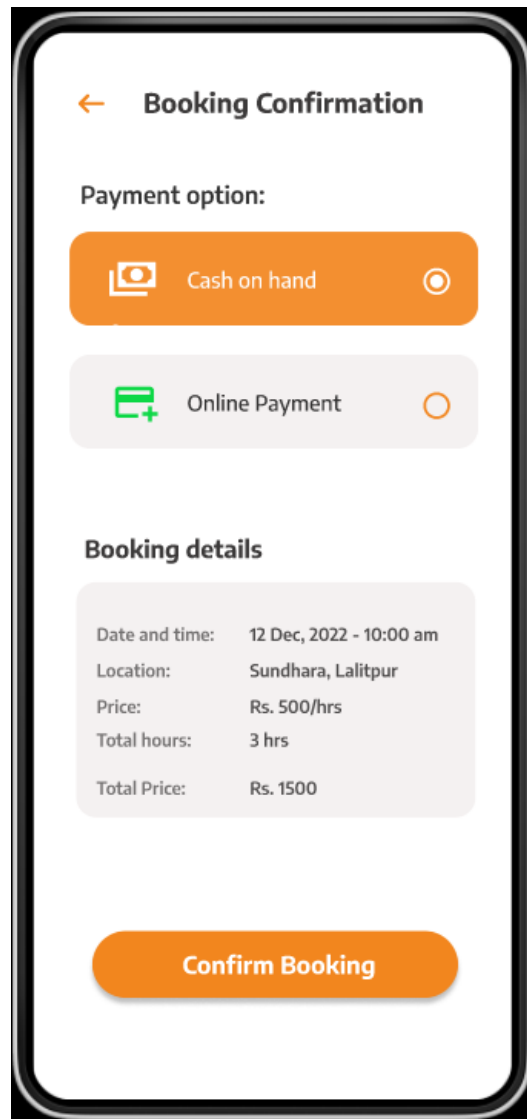 Booking Confirmation
Payment option:
Cash on hand
Online Payment
Booking details
Date and time: 12 Dec, 2022 - 10:00 am
Location: Sundhara, Lalitpur
Price: Rs. 500/hrs
Total hours: 3 hrs
Total Price: Rs. 1500
Confirm Booking